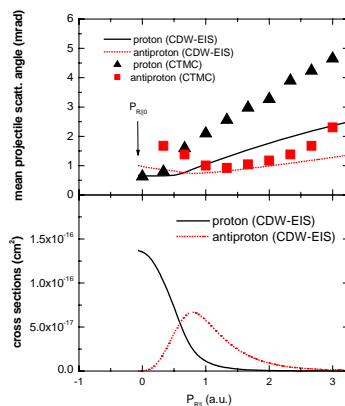 mean projectile scatt. angle (mrad)
6
5
4
3
2
1
0
proton (CDW-EIS)
antiproton (CDW-EIS)
proton (CTMC)
antiproton (CTMC)
P R||0
cross sections (cm2)
1.5x10-16
1.0x10-16
5.0x10-17
0.0
proton (CDW-EIS)
antiproton (CDW-EIS)
-1 0 1 2 3
P R|| (a.u.)